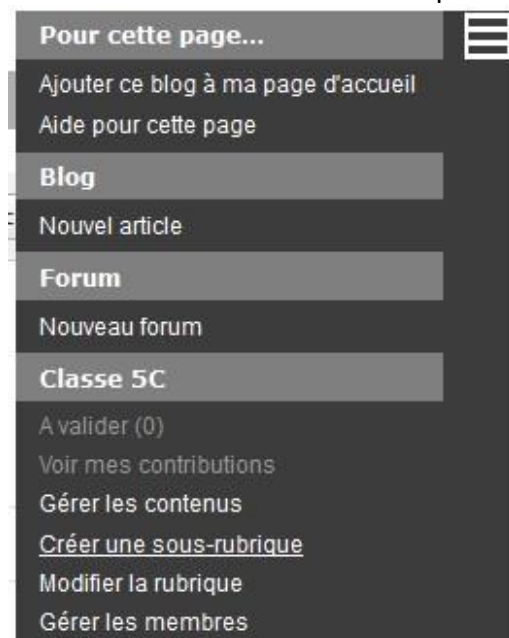 Pour cette page...
Ajouter ce blog à ma page d'accueil
Aide pour cette page
Blog
Nouvel article
Forum
Nouveau forum
Classe 5C
A valider (0)
Voir mes contributions
Gérer les contenus
Créer une sous-rubrique
Modifier la rubrique
Gérer les membres